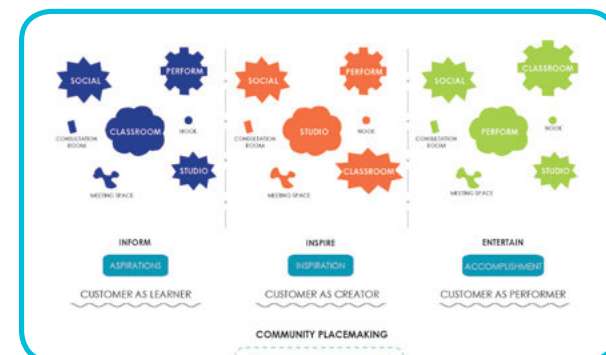 SOCIAL
PERFORM
CLASSROOM
CONSULTATION
ROOM
NOOK
STUDIO
MEETING SPACE
INFORM
ASPIRATIONS
CUSTOMER AS LEARNER
SOCIAL
PERFORM
STUDIO
CONSULTATION
ROOM
NOOK
CLASSROOM
MEETING SPACE
INSPIRE
INSPIRATION
CUSTOMER AS CREATOR
SOCIAL
CLASSROOM
PERFORM
CONSULTATION
ROOM
NOOK
STUDIO
MEETING SPACE
ENTERTAIN
ACCOMPLISHMENT
CUSTOMER AS PERFORMER
COMMUNITY PLACEMAKING